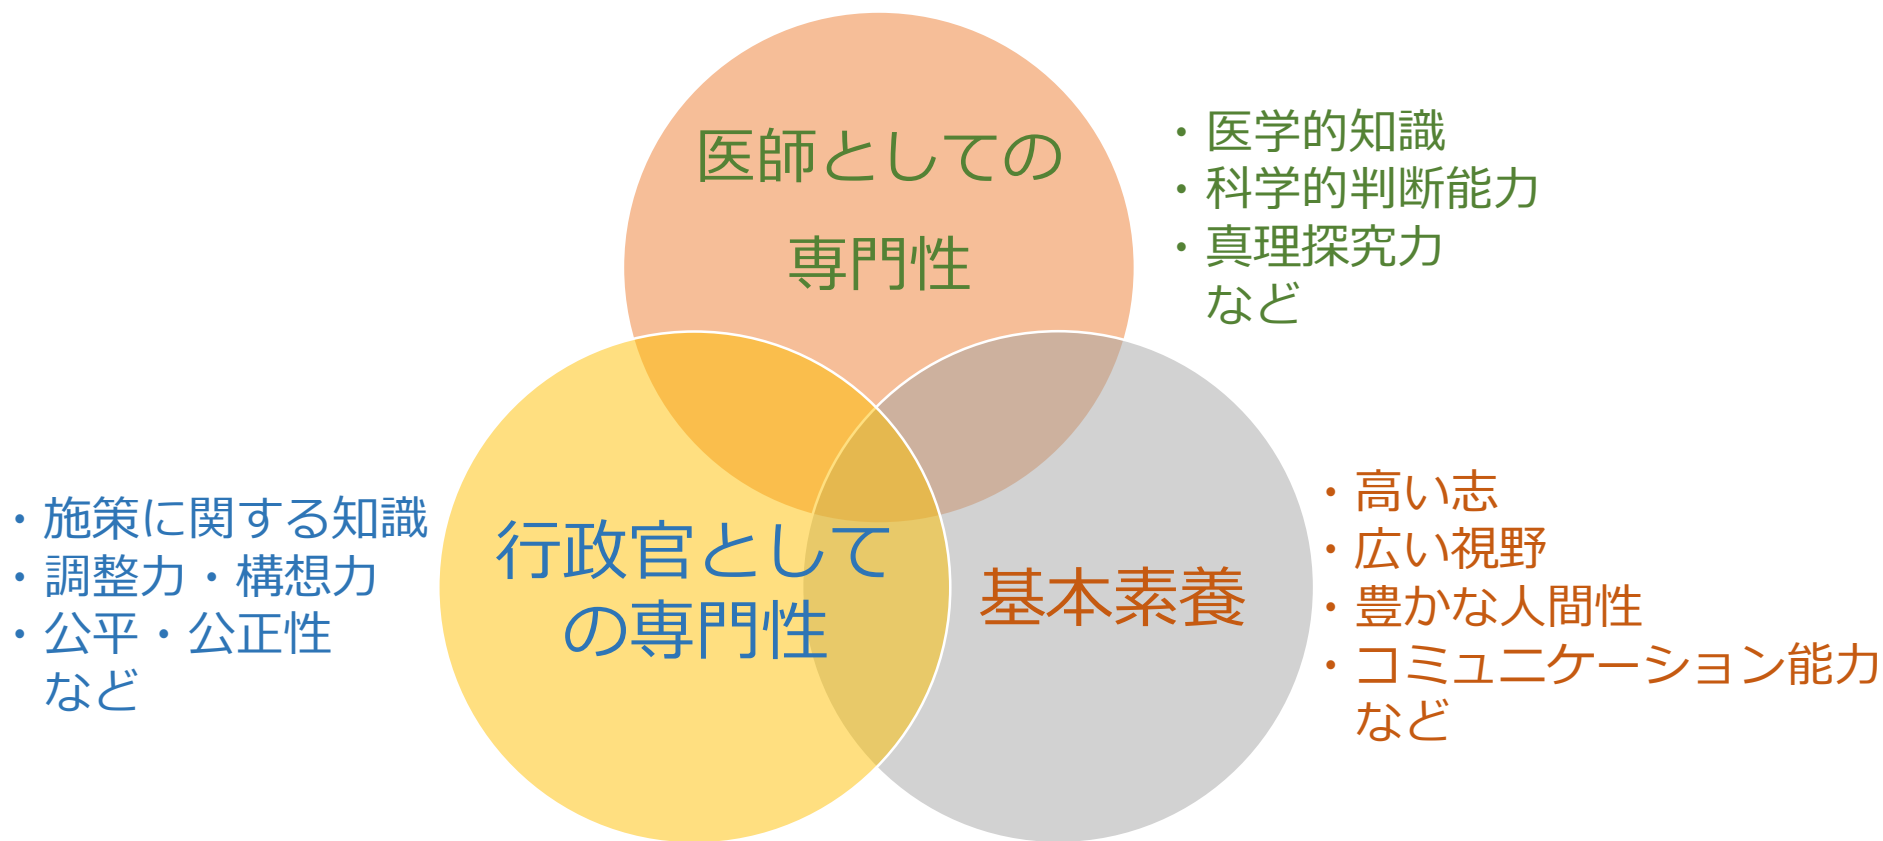 医師としての
専門性
・医学的知識
・科学的判断能力
・真理探究力
など
行政官として
の専門性
・施策に関する知識
・調整力・構想力
・公平・公正性
など
基本素養
・高い志
・広い視野
・豊かな人間性
・コミュニケーション能力
など